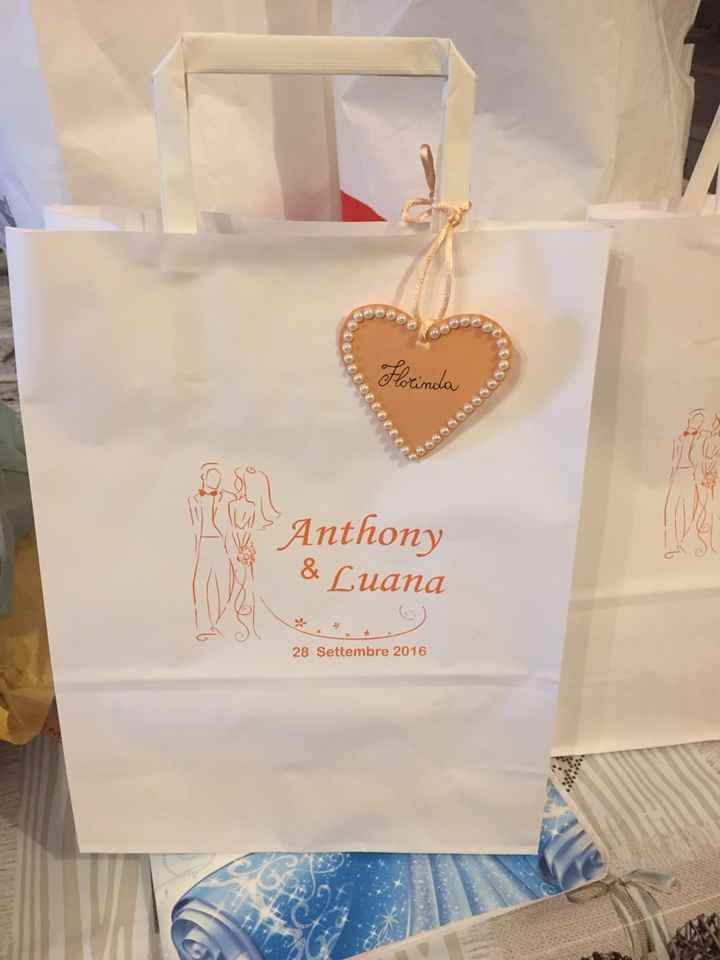 Florinda
Anthony
& Luana
28 Settembre 2016